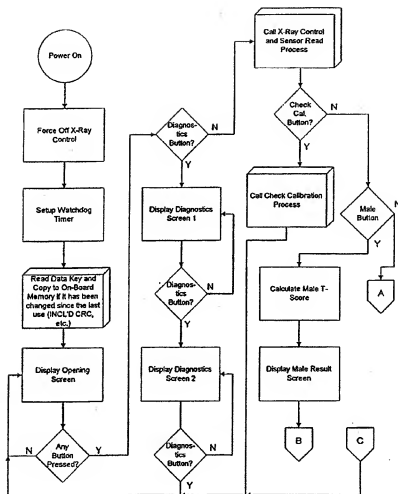 Power On
Force Off X-Ray
Control
Setup Watchdog
Timer
Read Data Key and
Copy to On-Board
Memory if it has been
changed since the last
use (INCL'D CRC,
etc.)
Display Opening
Screen
Any
Button
Pressed?
N
Y
Diagnos-
tics
Button?
N
Y
Display Diagnostics
Screen 1
Diagnos-
tics
Button?
N
Y
Display Diagnostics
Screen 2
Diagnos-
tics
Button?
N
Y
Call X-Ray Control
and Sensor Read
Process
Check
Cal.
Button?
N
Y
Call Check Calibration
Process
Male
Button
N
Y
A
Calculate Male T-
Score
Display Male Result
Screen
B
C